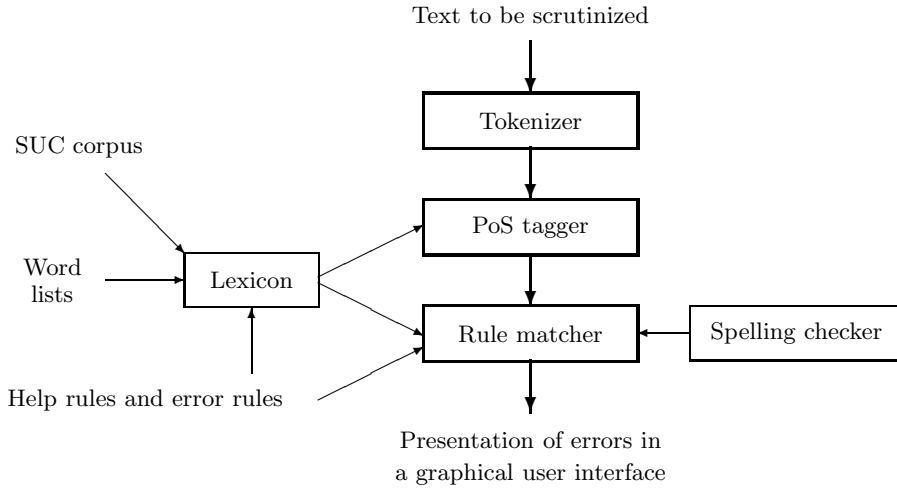 Text to be scrutinized
Tokenizer
SUC corpus
PoS tagger
Word
lists
Lexicon
Rule matcher
Spelling checker
Help rules and error rules
Presentation of errors in
a graphical user interface